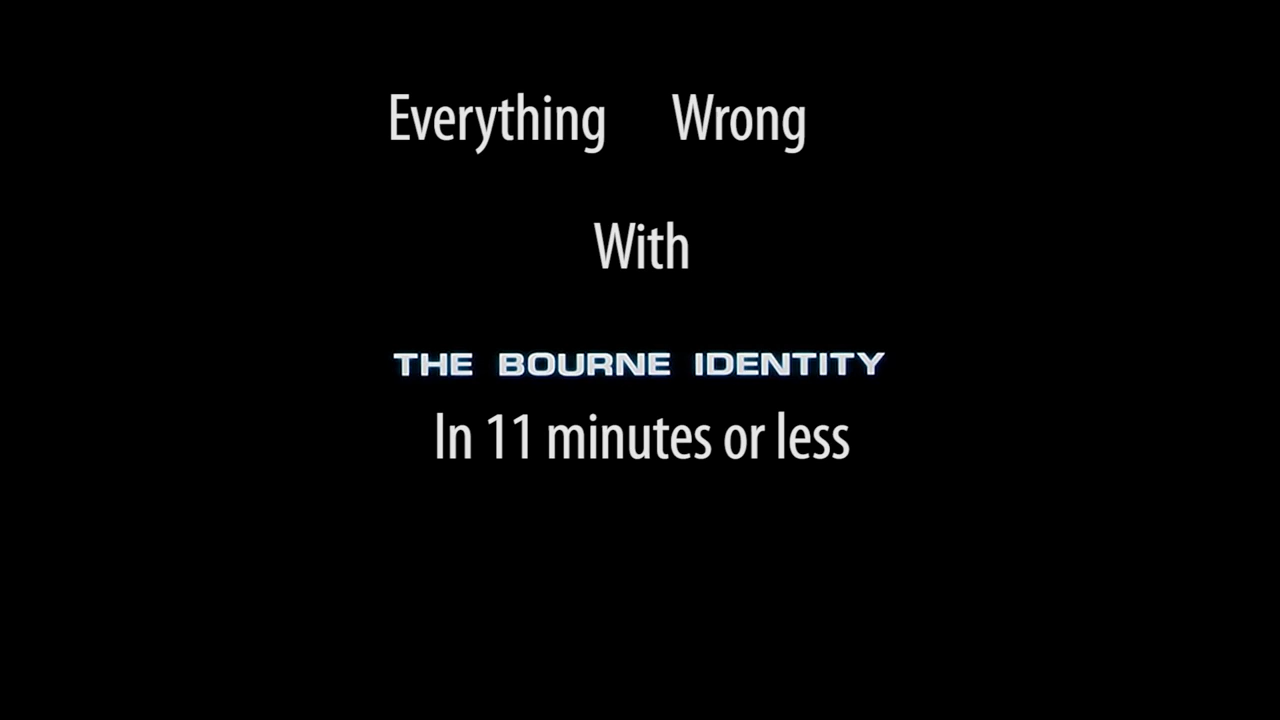 Everything Wrong
With
THE BOURNE IDENTITY
In 11 minutes or less